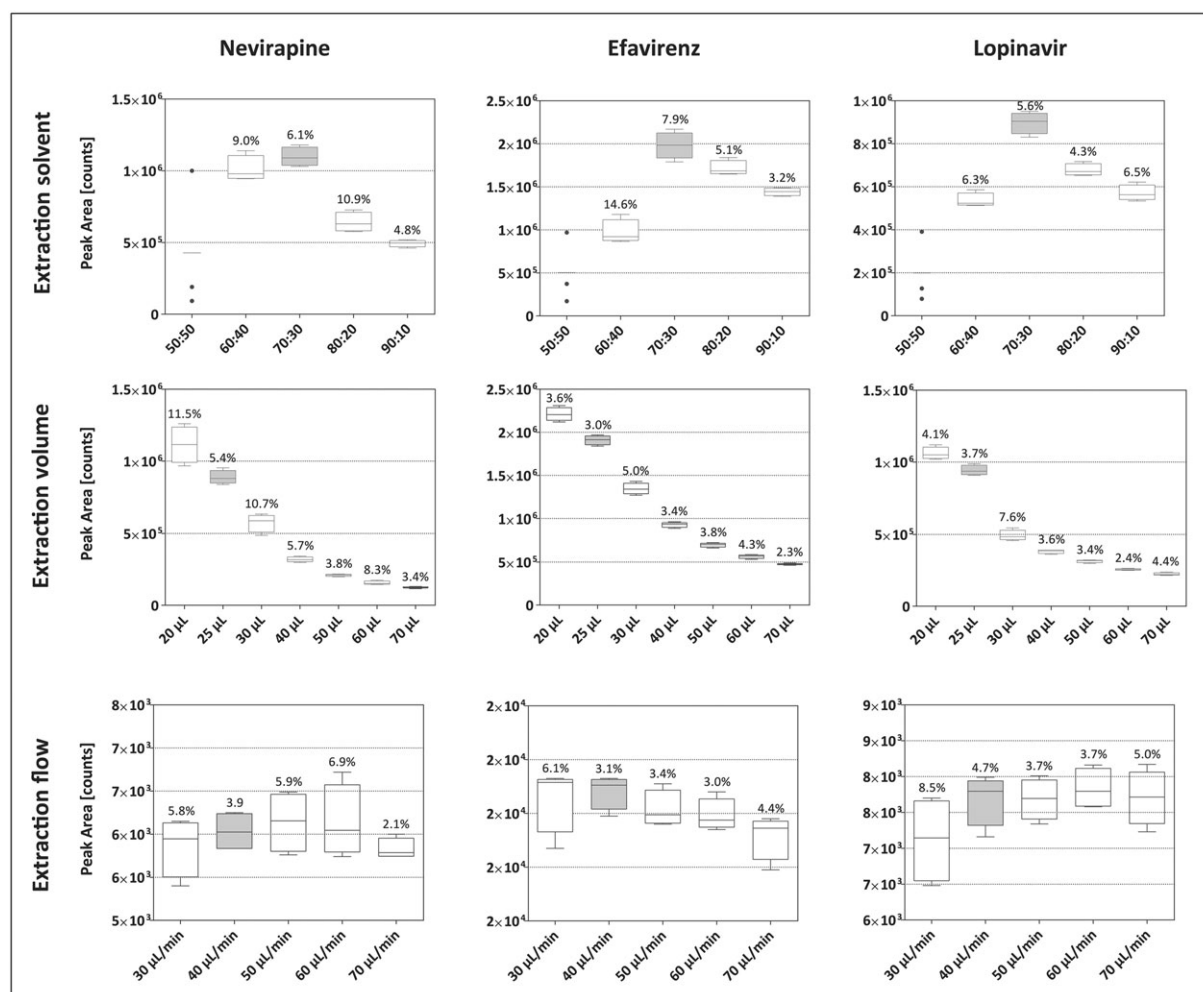 Nevirapine Efavirenz Lopinavir
Extraction solvent
Peak Area [counts]
1.5×10⁶
1×10⁶
5×10⁵
0
9.0% 6.1% 10.9% 4.8%
50:50 60:40 70:30 80:20 90:10
2.5×10⁶
2×10⁶
1.5×10⁶
1×10⁶
5×10⁵
0
14.6% 7.9% 5.1% 3.2%
50:50 60:40 70:30 80:20 90:10
1×10⁶
8×10⁵
6×10⁵
4×10⁵
2×10⁵
0
6.3% 5.6% 4.3% 6.5%
50:50 60:40 70:30 80:20 90:10
Extraction volume
Peak Area [counts]
1.5×10⁶
1×10⁶
5×10⁵
0
11.5% 5.4% 10.7% 5.7% 3.8% 8.3% 3.4%
20 µL 25 µL 30 µL 40 µL 50 µL 60 µL 70 µL
2.5×10⁶
2×10⁶
1.5×10⁶
1×10⁶
5×10⁵
0
3.6% 3.0% 5.0% 3.4% 3.8% 4.3% 2.3%
20 µL 25 µL 30 µL 40 µL 50 µL 60 µL 70 µL
1.5×10⁶
1×10⁶
5×10⁵
0
4.1% 3.7% 7.6% 3.6% 3.4% 2.4% 4.4%
20 µL 25 µL 30 µL 40 µL 50 µL 60 µL 70 µL
Extraction flow
Peak Area [counts]
8×10³
7×10³
7×10³
6×10³
6×10³
5×10³
5.8% 3.9 5.9% 6.9% 2.1%
30 µL/min 40 µL/min 50 µL/min 60 µL/min 70 µL/min
2×10⁴
2×10⁴
2×10⁴
2×10⁴
2×10⁴
6.1% 3.1% 3.4% 3.0% 4.4%
30 µL/min 40 µL/min 50 µL/min 60 µL/min 70 µL/min
9×10³
9×10³
8×10³
8×10³
7×10³
7×10³
6×10³
8.5% 4.7% 3.7% 3.7% 5.0%
30 µL/min 40 µL/min 50 µL/min 60 µL/min 70 µL/min